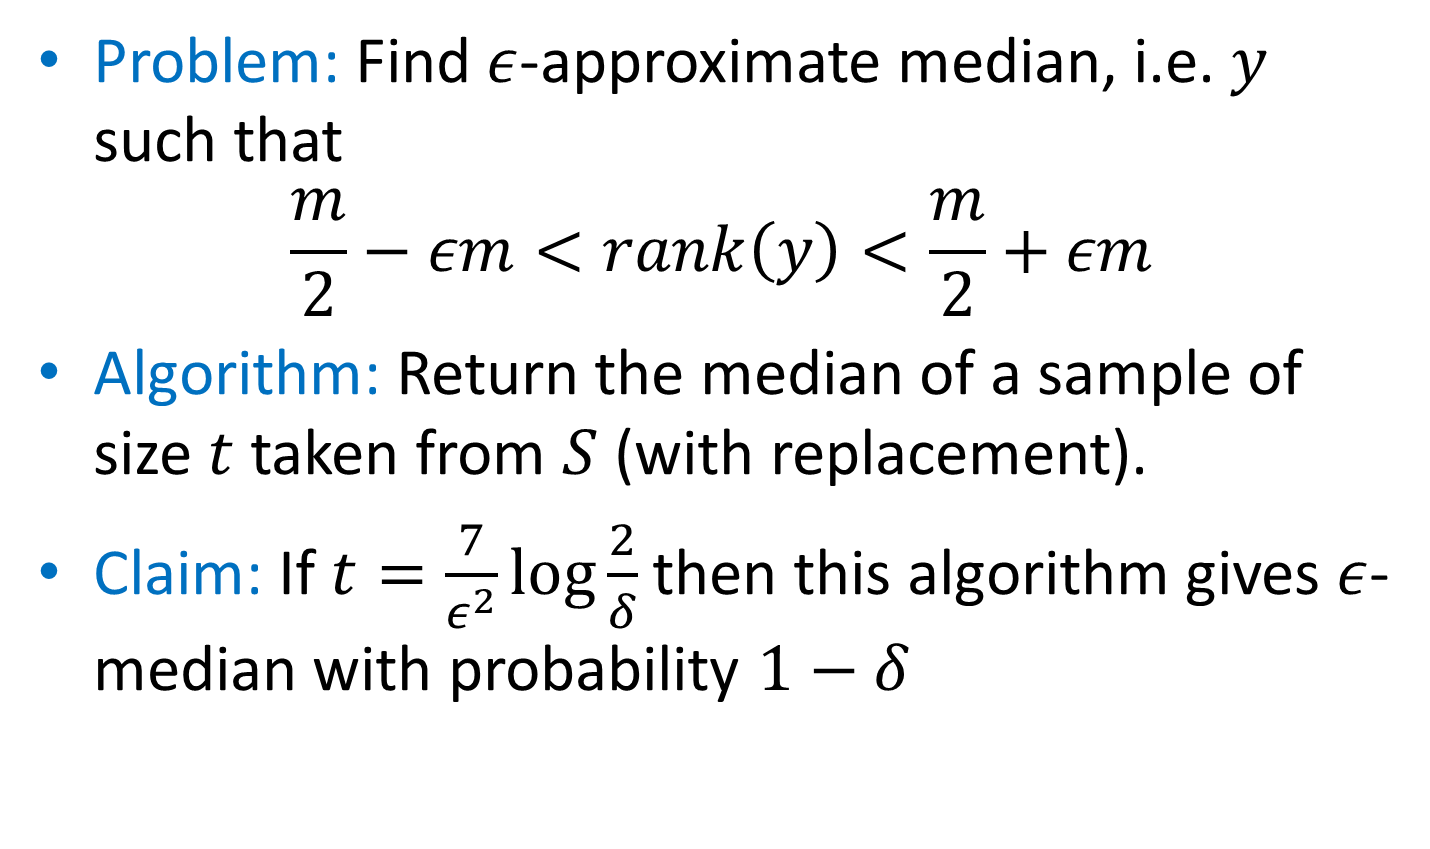 • Problem: Find ϵ-approximate median, i.e. 𝑦
such that
𝑚/2 − ϵ𝑚 < 𝑟𝑎𝑛𝑘(𝑦) < 𝑚/2 + ϵ𝑚
• Algorithm: Return the median of a sample of
size 𝑡 taken from 𝑆 (with replacement).
• Claim: If 𝑡 = 7/ϵ² log 2/δ then this algorithm gives ϵ-
median with probability 1 − δ